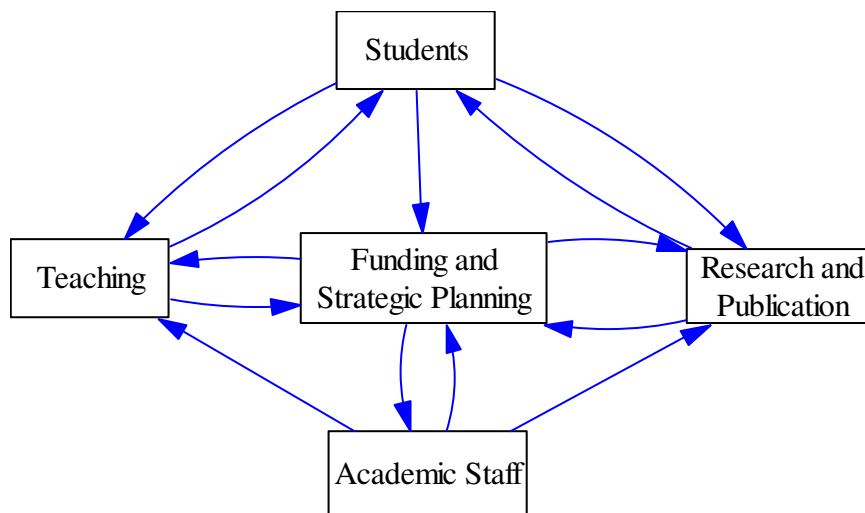 Students
Teaching
Funding and
Strategic Planning
Research and
Publication
Academic Staff